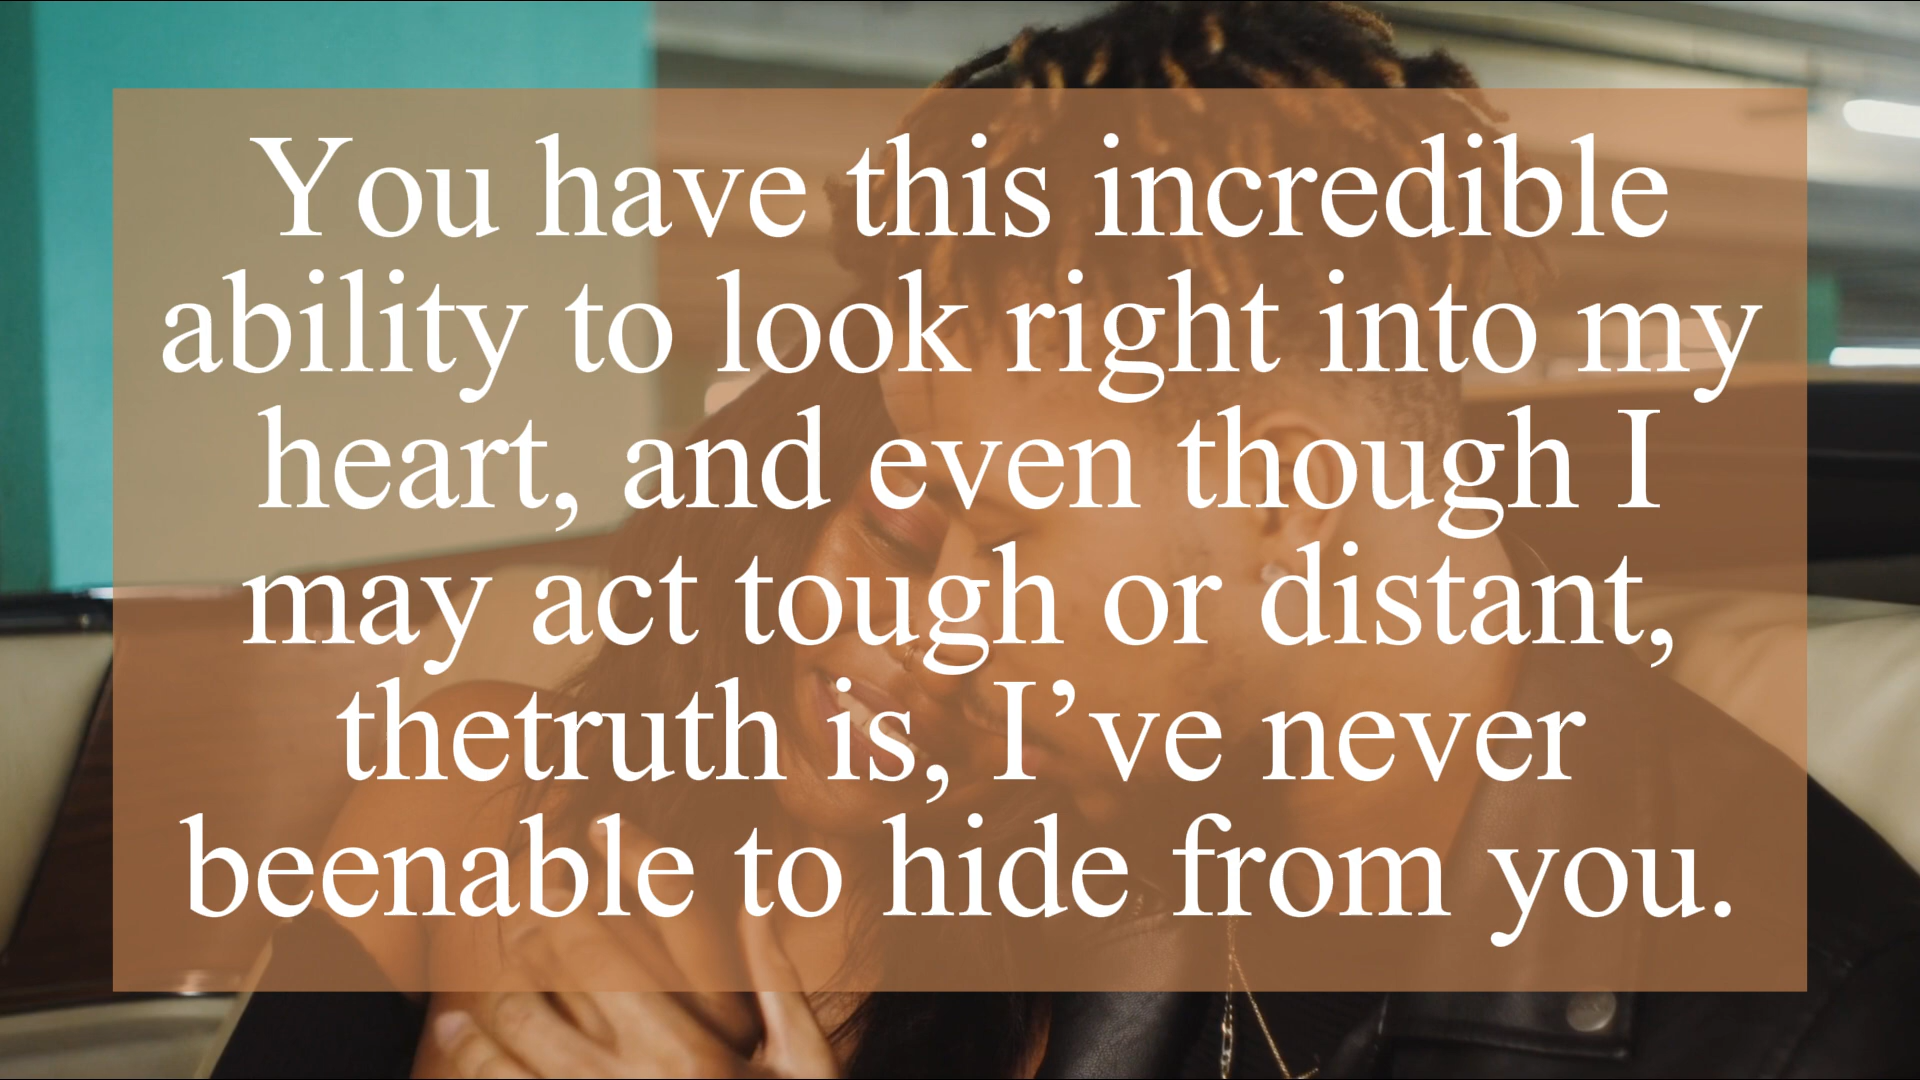 You have this incredible
ability to look right into my
heart, and even though I
may act tough or distant,
thetruth is, I’ve never
beenable to hide from you.